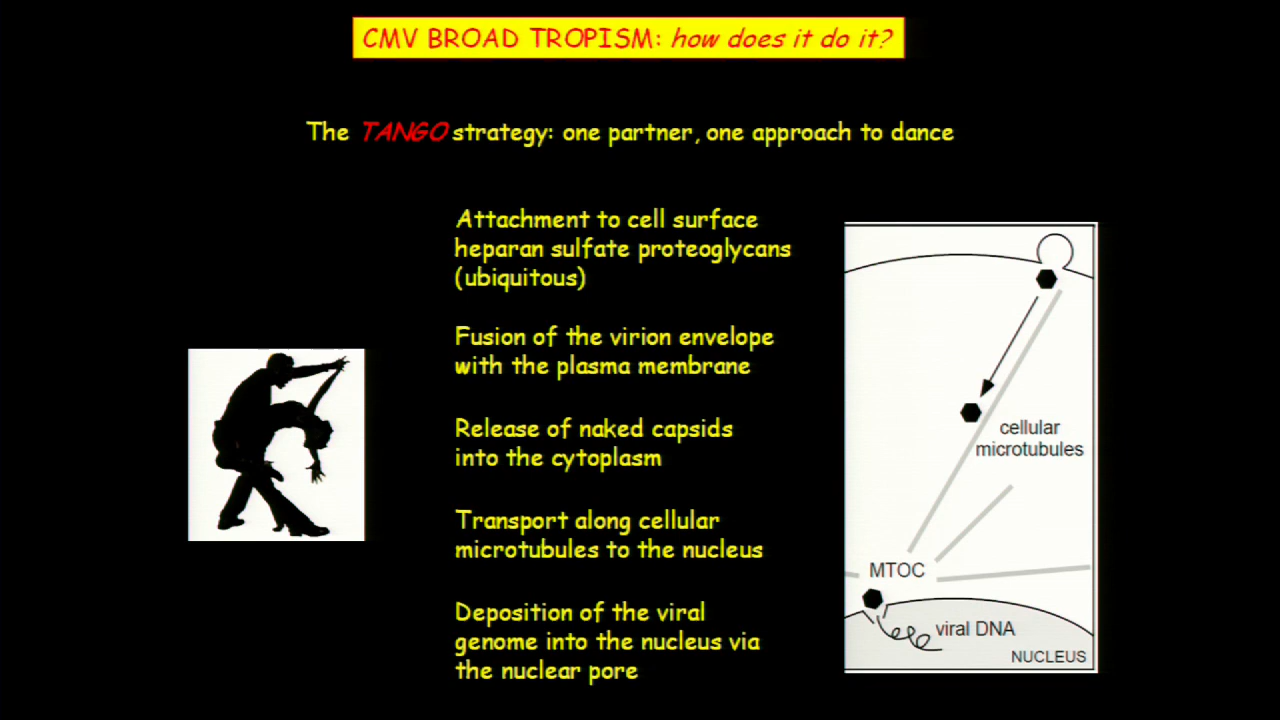 CMV BROAD TROPISM: how does it do it?
The TANGO strategy: one partner, one approach to dance
Attachment to cell surface
heparan sulfate proteoglycans
(ubiquitous)
Fusion of the virion envelope
with the plasma membrane
Release of naked capsids
into the cytoplasm
Transport along cellular
microtubules to the nucleus
Deposition of the viral
genome into the nucleus via
the nuclear pore
cellular
microtubules
MTOC
viral DNA
NUCLEUS